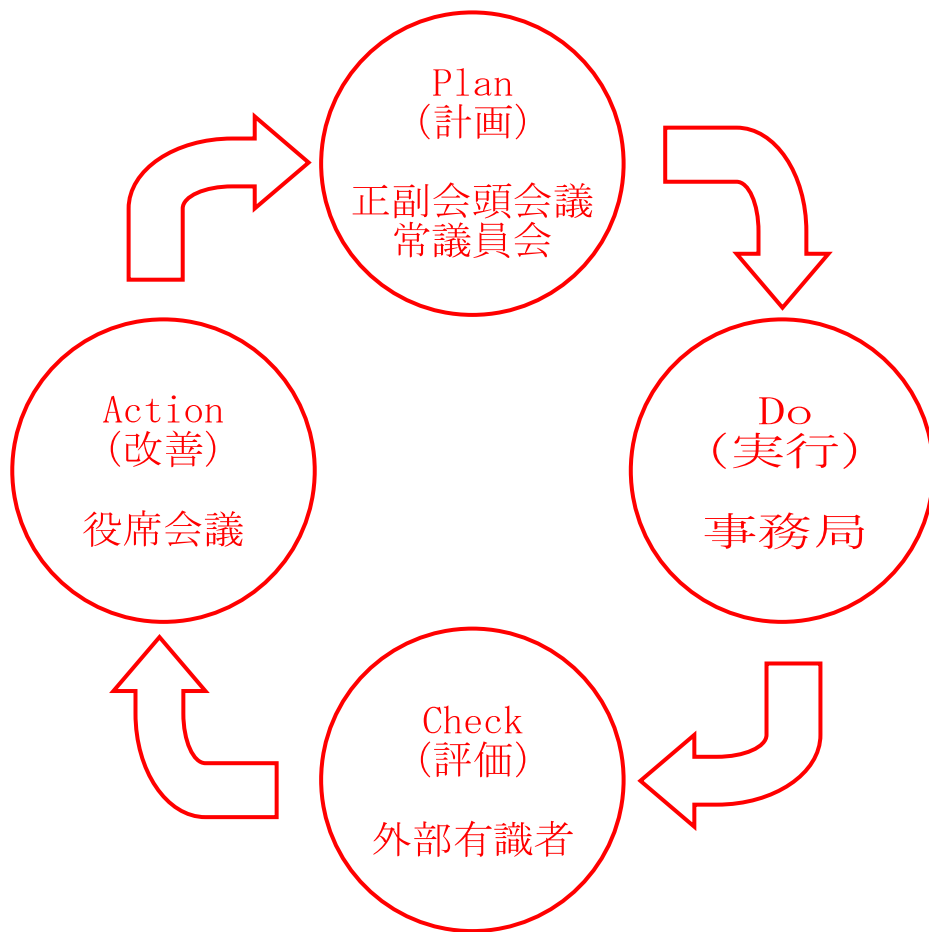 Plan
(計画)
正副会頭会議
常議員会
Do
(実行)
事務局
Check
(評価)
外部有識者
Action
(改善)
役席会議